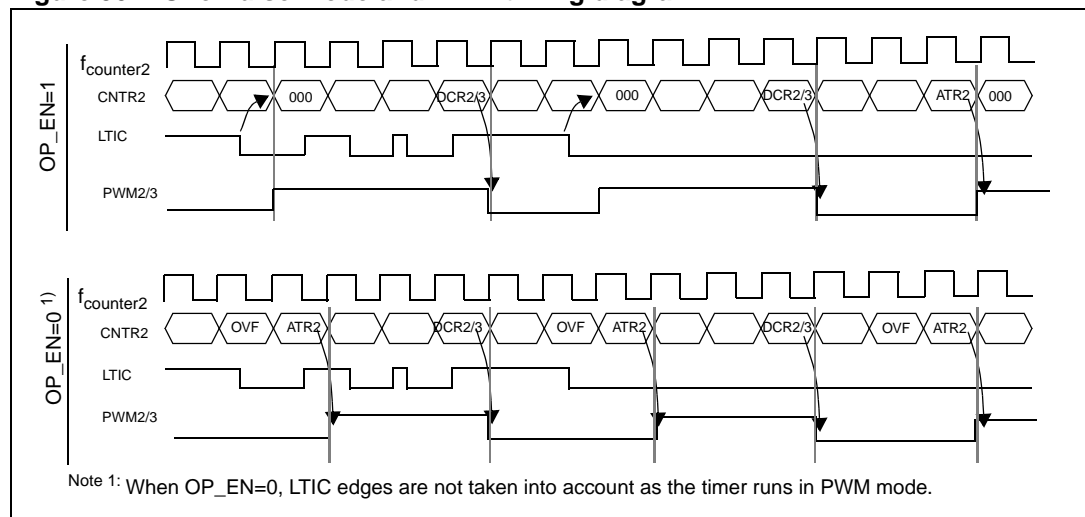 OP_EN=1
fcounter2
CNTR2 000 DCR2/3 000 DCR2/3 ATR2 000
LTIC
PWM2/3
OP_EN=0 1)
fcounter2
CNTR2 OVF ATR2 DCR2/3 OVF ATR2 DCR2/3 OVF ATR2
LTIC
PWM2/3
Note 1: When OP_EN=0, LTIC edges are not taken into account as the timer runs in PWM mode.